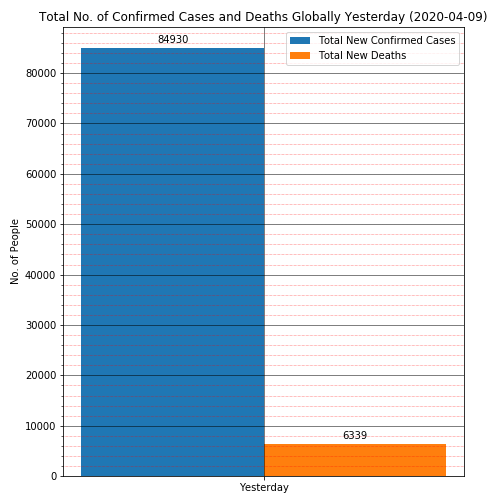 Total No. of Confirmed Cases and Deaths Globally Yesterday (2020-04-09)
84930
Total New Confirmed Cases
Total New Deaths
80000
70000
60000
50000
40000
30000
20000
10000
0
No. of People
6339
Yesterday